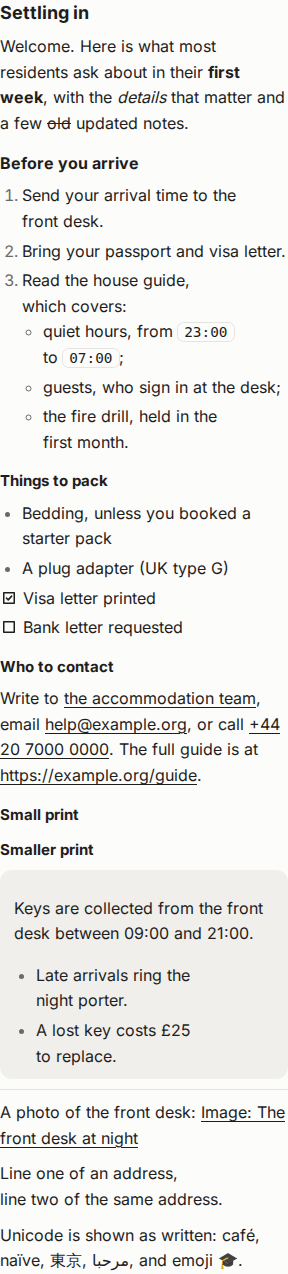 Settling in
Welcome. Here is what most
residents ask about in their first
week, with the details that matter and
a few old updated notes.
Before you arrive
1. Send your arrival time to the
front desk.
2. Bring your passport and visa letter.
3. Read the house guide,
which covers:
quiet hours, from 23:00
to 07:00;
guests, who sign in at the desk;
the fire drill, held in the
first month.
Things to pack
Bedding, unless you booked a
starter pack
A plug adapter (UK type G)
Visa letter printed
Bank letter requested
Who to contact
Write to the accommodation team,
email help@example.org, or call +44
20 7000 0000. The full guide is at
https://example.org/guide.
Small print
Smaller print
Keys are collected from the front
desk between 09:00 and 21:00.
Late arrivals ring the
night porter.
A lost key costs £25
to replace.
A photo of the front desk: Image: The
front desk at night
Line one of an address,
line two of the same address.
Unicode is shown as written: café,
naïve, 東京, مرحبا, and emoji 🎓.